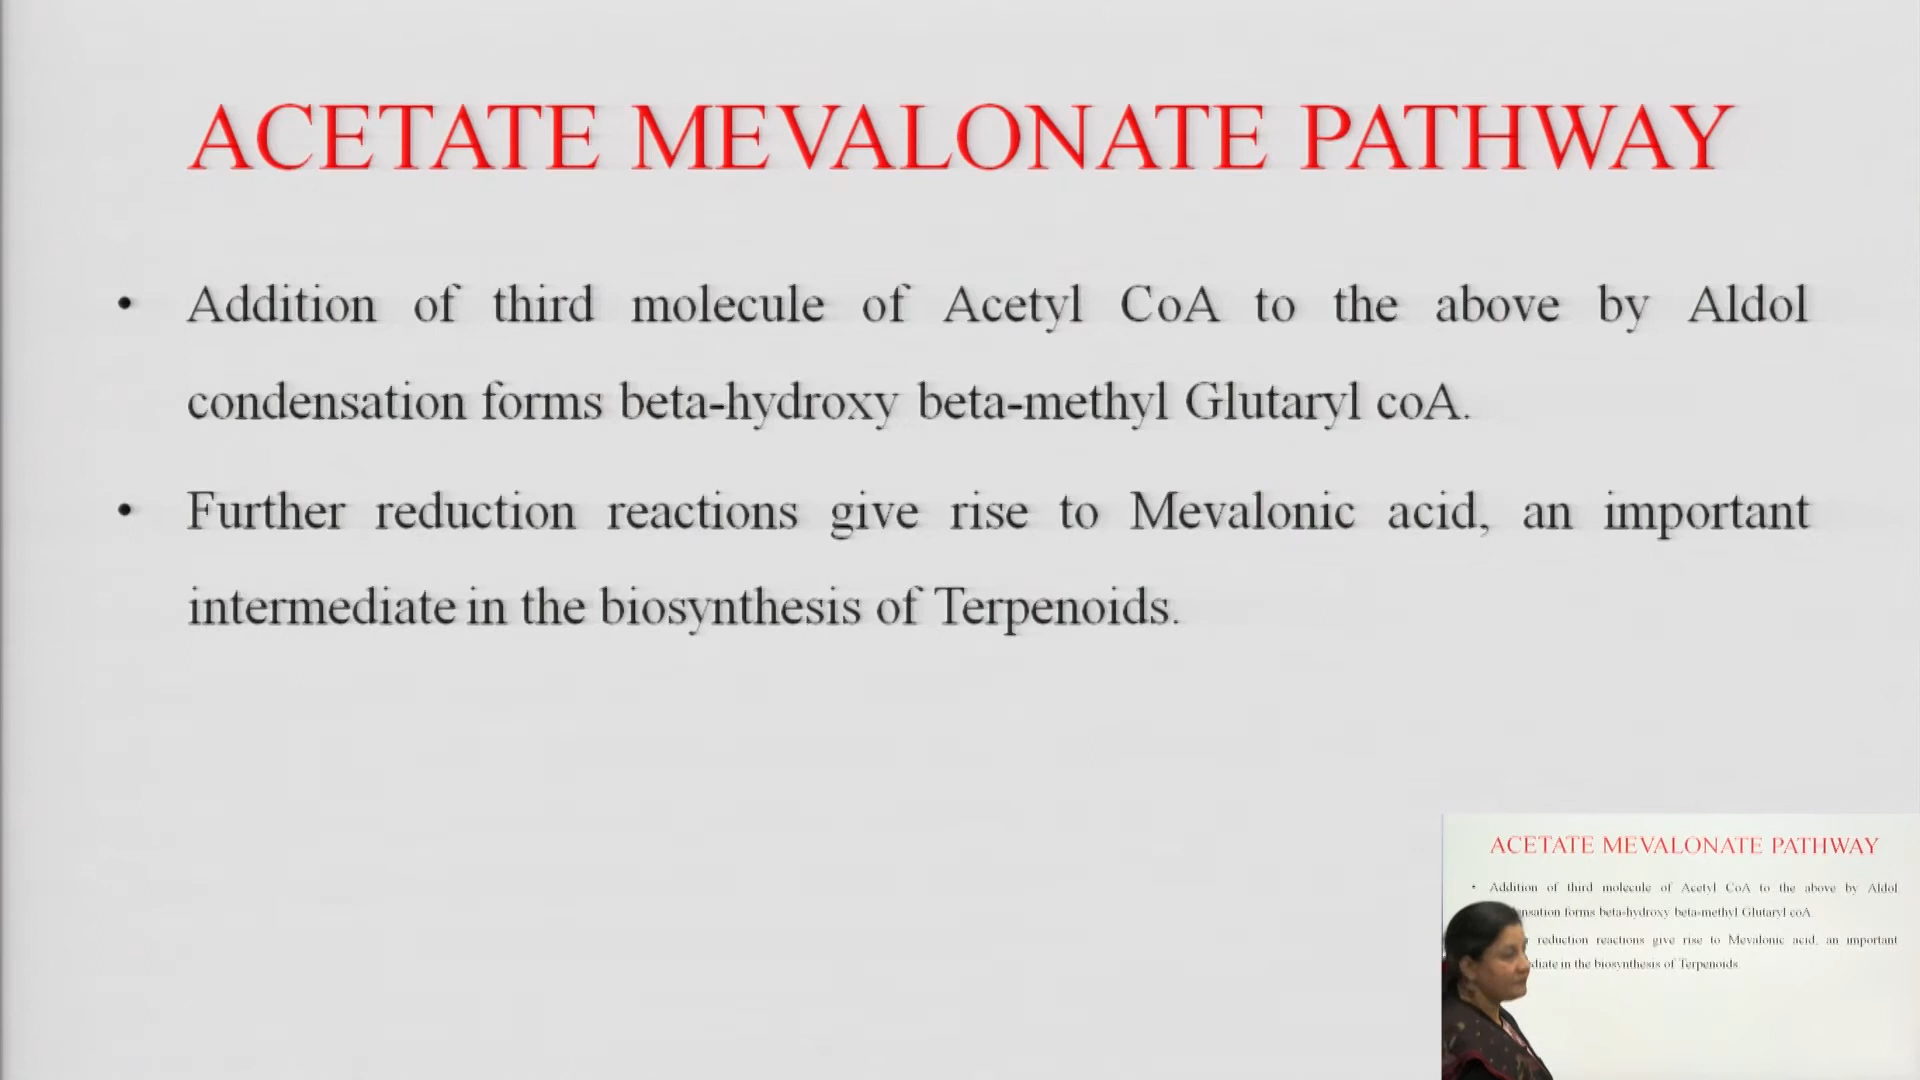 ACETATE MEVALONATE PATHWAY
• Addition of third molecule of Acetyl CoA to the above by Aldol
condensation forms beta-hydroxy beta-methyl Glutaryl coA.
• Further reduction reactions give rise to Mevalonic acid, an important
intermediate in the biosynthesis of Terpenoids.
ACETATE MEVALONATE PATHWAY
• Addition of third molecule of Acetyl CoA to the above by Aldol
forms beta-hydroxy beta-methyl Glutaryl coA.
reduction reactions give rise to Mevalonic acid, an important
in the biosynthesis of Terpenoids.